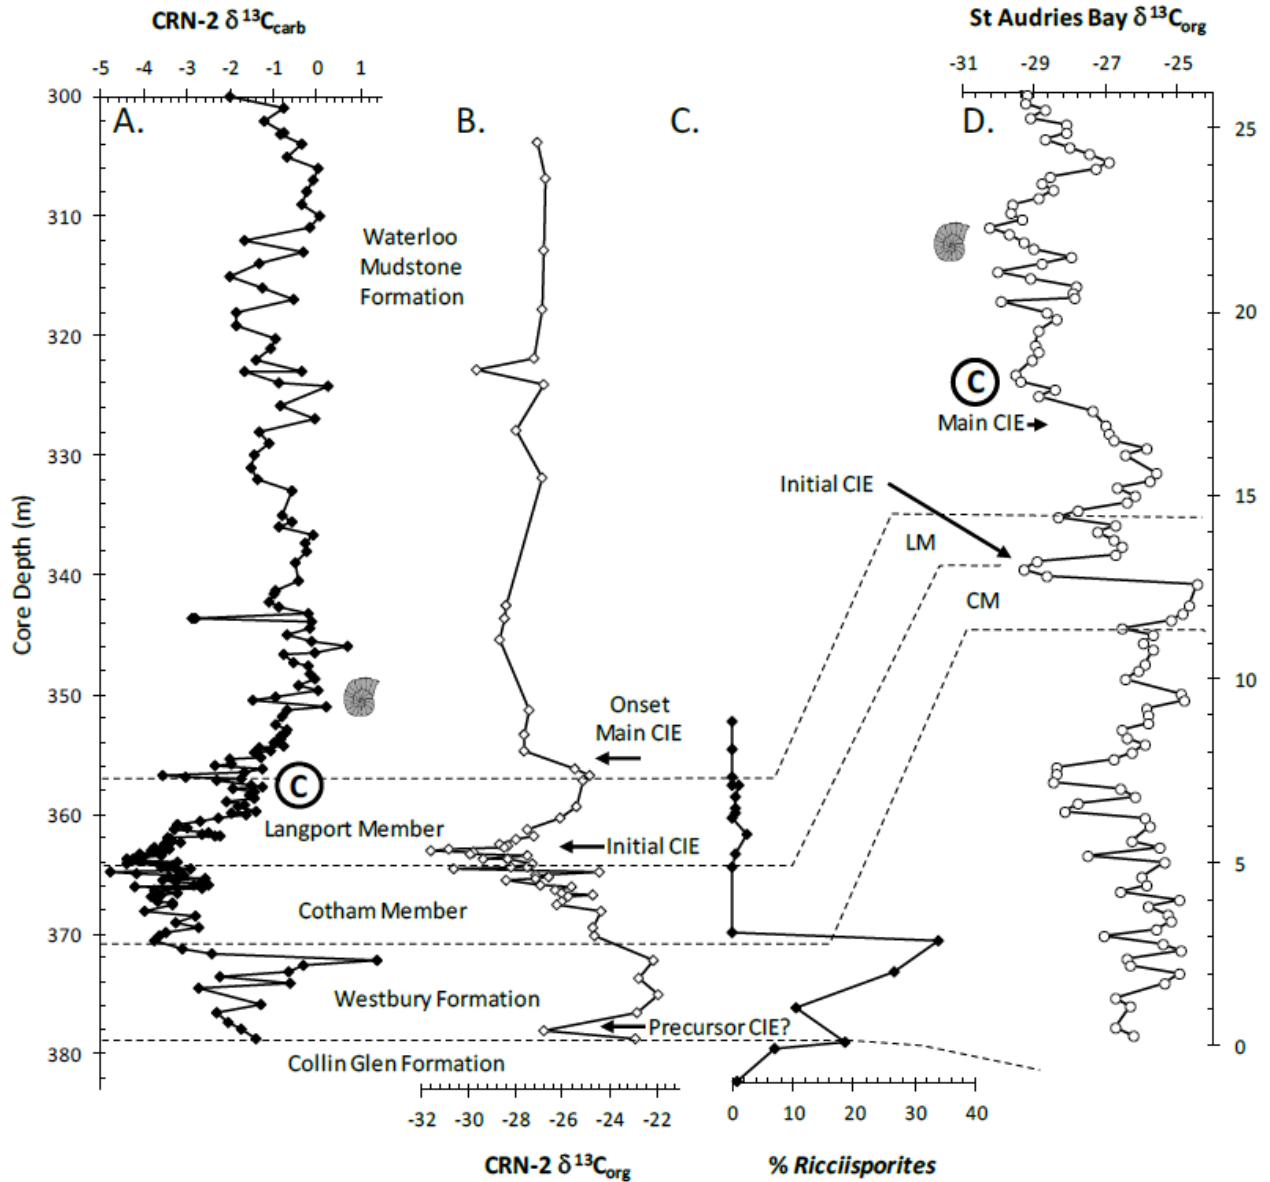 CRN-2 δ 13Ccarb
St Audries Bay δ13Corg
-5 -4 -3 -2 -1 0 1
-31 -29 -27 -25
A. B. C. D.
300
310
320
330
340
350
360
370
380
Core Depth (m)
25
20
15
10
5
0
Waterloo
Mudstone
Formation
C
Main CIE
Initial CIE
LM
CM
Onset
Main CIE
C
Langport Member
Initial CIE
Cotham Member
Westbury Formation
Precursor CIE?
Collin Glen Formation
-32 -30 -28 -26 -24 -22
0 10 20 30 40
CRN-2 δ13Corg
% Ricciisporites